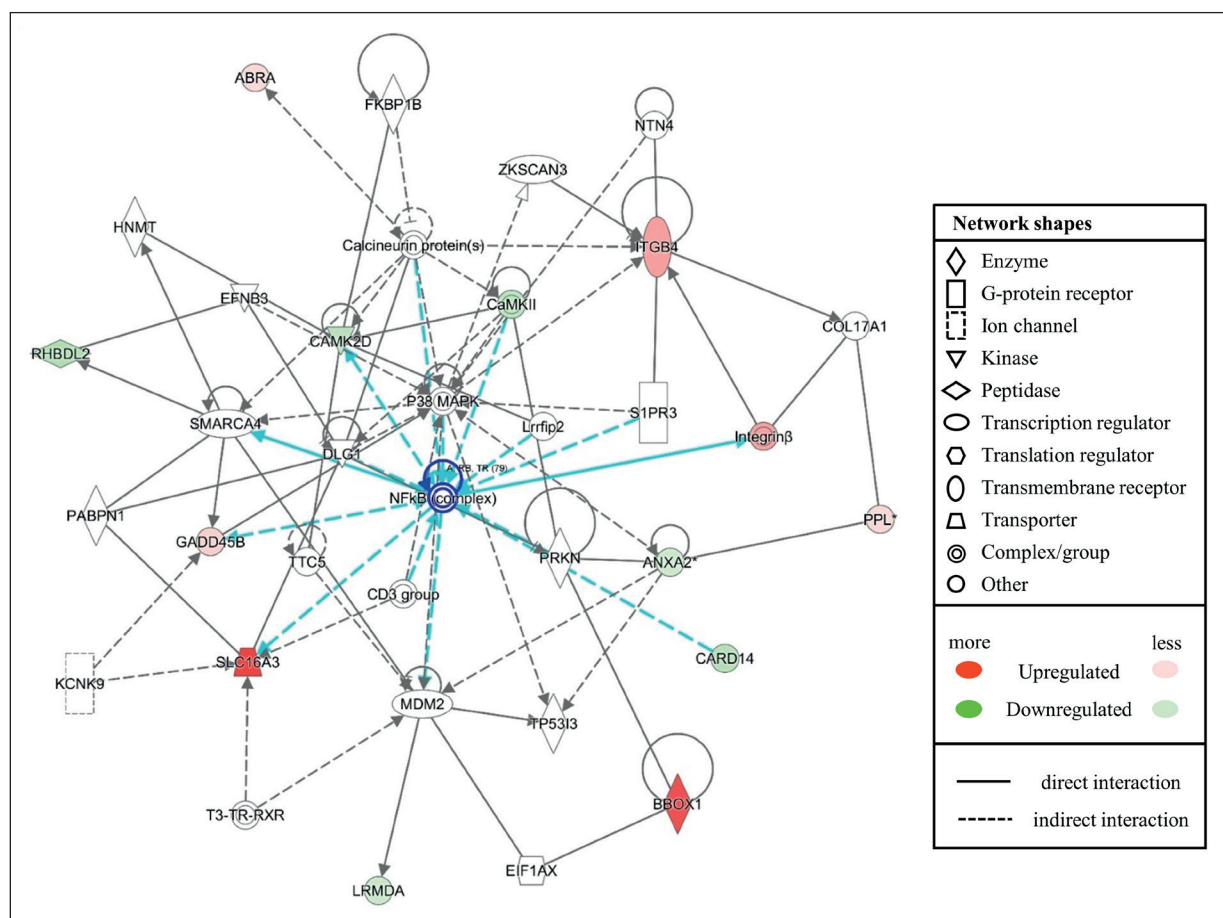 ABRA
FKBP1B
NTN4
ZKSCAN3
HNMT
Calcineurin protein(s)
ITGB4
EFNB3
CaMKII
COL17A1
CAMK2D
RHBDL2
P38 MAPK
S1PR3
SMARCA4
Lrrfip2
Integrinβ
DLG1
RB, TR (79)
NFkB (complex)
PABPN1
PPL*
GADD45B
TTC5
PRKN
ANXA2*
CD3 group
SLC16A3
CARD14
KCNK9
MDM2
TP53I3
BBOX1
T3-TR-RXR
EIF1AX
LRMDA
Network shapes
Enzyme
G-protein receptor
Ion channel
Kinase
Peptidase
Transcription regulator
Translation regulator
Transmembrane receptor
Transporter
Complex/group
Other
more less
Upregulated
Downregulated
direct interaction
indirect interaction